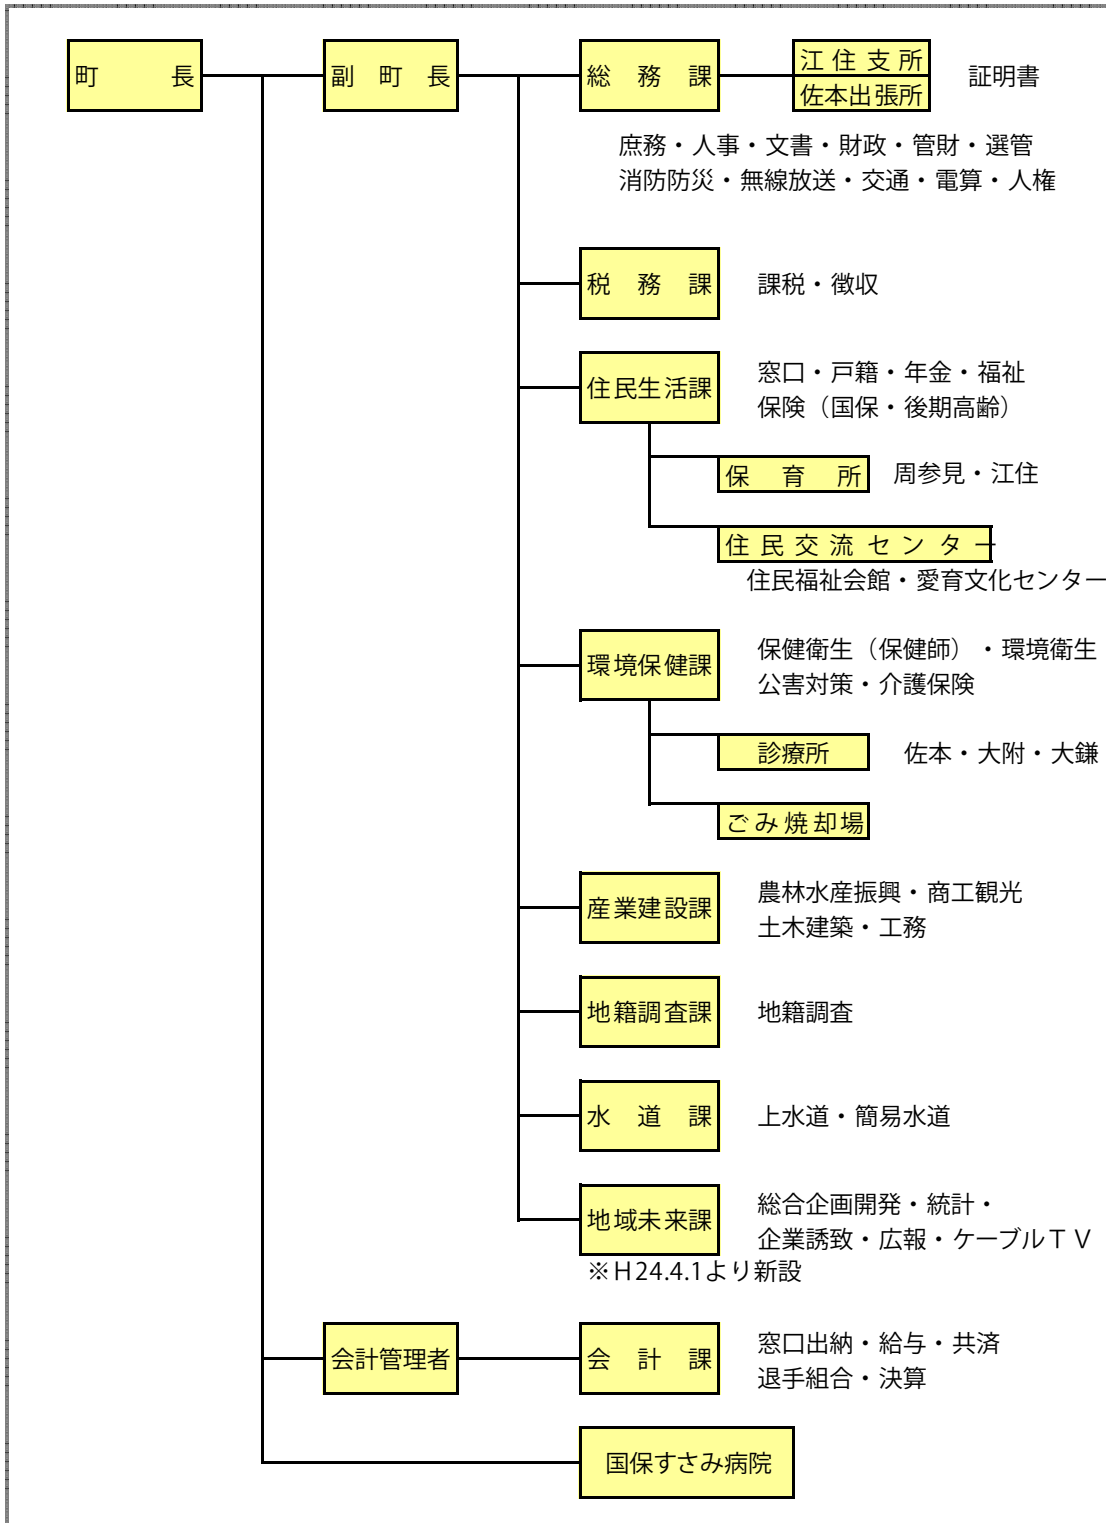 町長
副町長
総務課
江住支所
佐本出張所
証明書
庶務・人事・文書・財政・管財・選管
消防防災・無線放送・交通・電算・人権
税務課
課税・徴収
住民生活課
窓口・戸籍・年金・福祉
保険（国保・後期高齢）
保育所
周参見・江住
住民交流センター
住民福祉会館・愛育文化センター
環境保健課
保健衛生（保健師）・環境衛生
公害対策・介護保険
診療所
佐本・大附・大鎌
ごみ焼却場
産業建設課
農林水産振興・商工観光
土木建築・工務
地籍調査課
地籍調査
水道課
上水道・簡易水道
地域未来課
総合企画開発・統計・
企業誘致・広報・ケーブルＴＶ
※Ｈ24.4.1より新設
会計管理者
会計課
窓口出納・給与・共済
退手組合・決算
国保すさみ病院